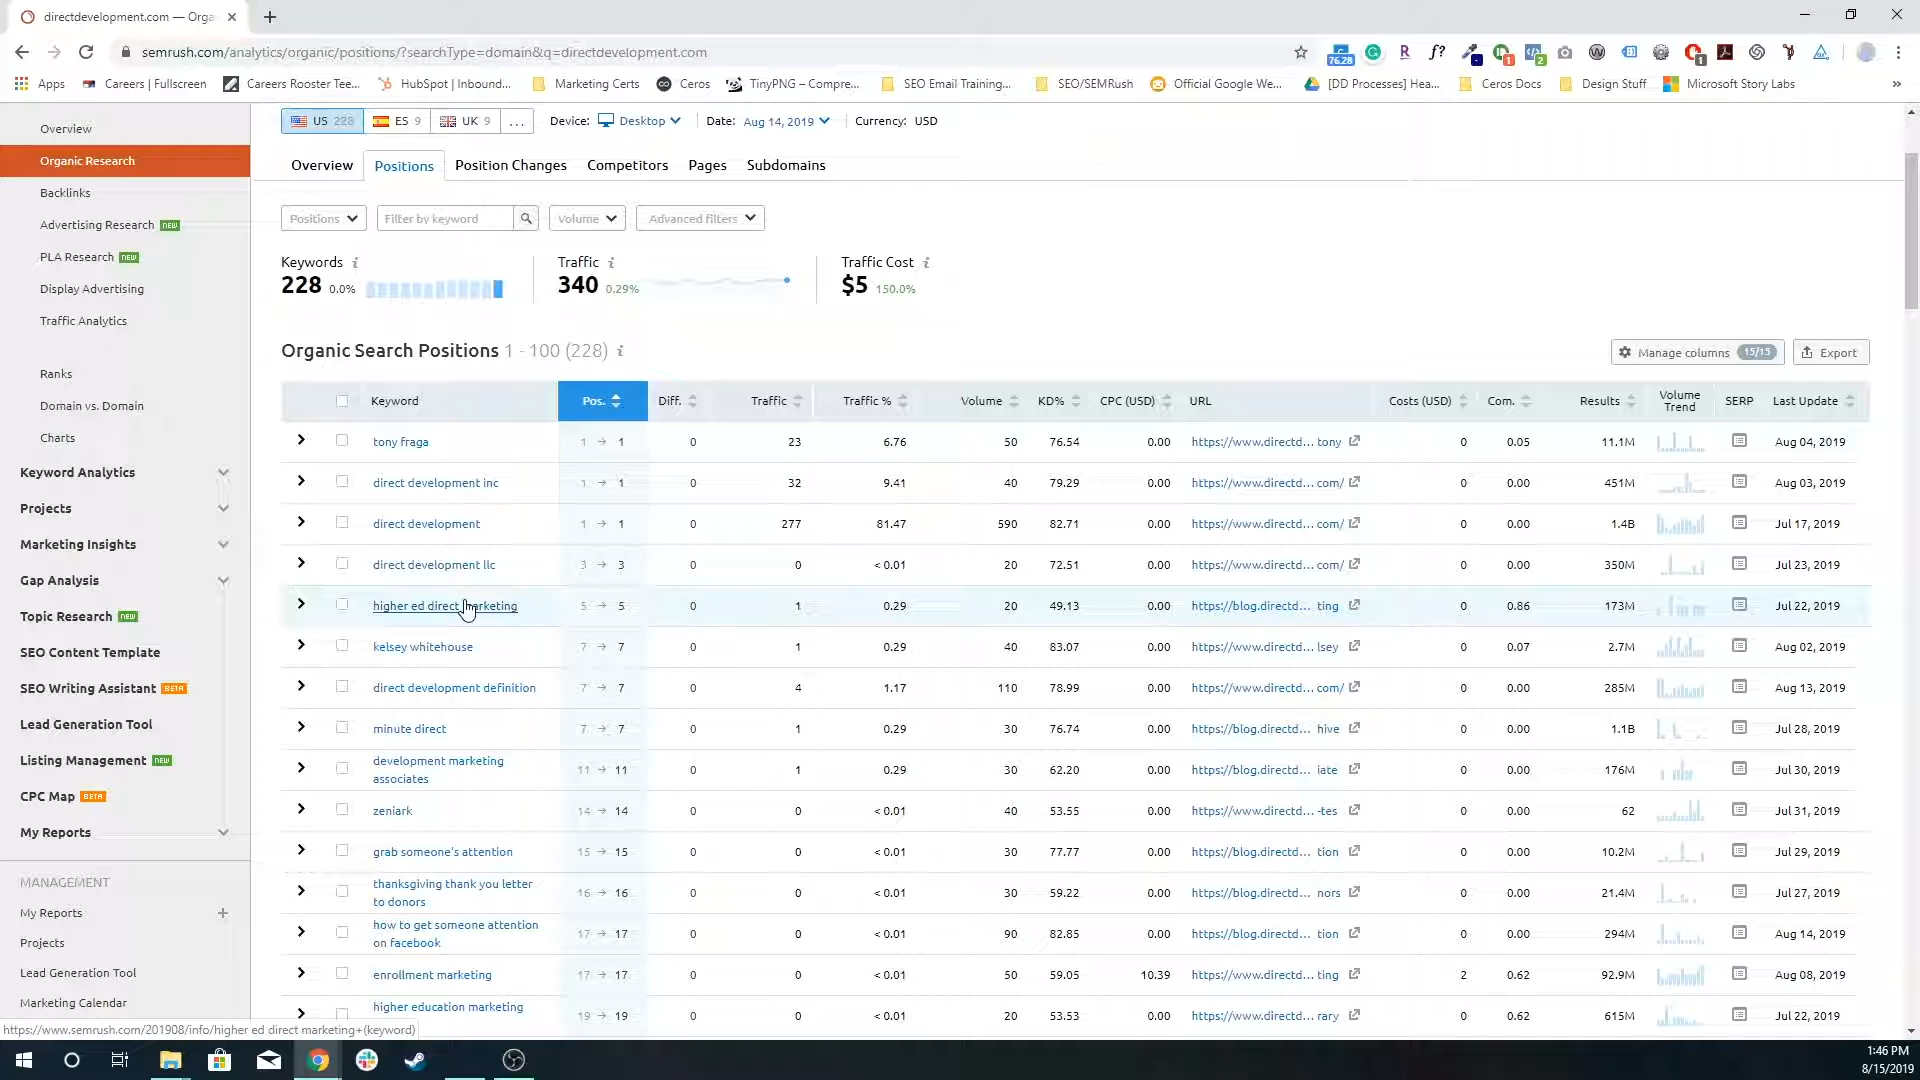 directdevelopment.com — Orga
semrush.com/analytics/organic/positions/?searchType=domain&q=directdevelopment.com
76.28
f?
1
2
1
Apps
Careers | Fullscreen
Careers Rooster Tee...
HubSpot | Inbound...
Marketing Certs
Ceros
TinyPNG – Compre...
SEO Email Training...
SEO/SEMRush
Official Google We...
[DD Processes] Hea...
Ceros Docs
Design Stuff
Microsoft Story Labs
»
Overview
Organic Research
Backlinks
Advertising Research NEW
PLA Research NEW
Display Advertising
Traffic Analytics
Ranks
Domain vs. Domain
Charts
Keyword Analytics
Projects
Marketing Insights
Gap Analysis
Topic Research NEW
SEO Content Template
SEO Writing Assistant BETA
Lead Generation Tool
Listing Management NEW
CPC Map BETA
My Reports
MANAGEMENT
My Reports +
Projects
Lead Generation Tool
Marketing Calendar
US 228 ES 9 UK 9 ... Device: Desktop Date: Aug 14, 2019 Currency: USD
Overview Positions Position Changes Competitors Pages Subdomains
Positions Filter by keyword Volume Advanced filters
Keywords i
228 0.0%
Traffic i
340 0.29%
Traffic Cost i
$5 150.0%
Organic Search Positions 1 - 100 (228) i
Manage columns 15/15 Export
Keyword Pos. Diff. Traffic Traffic % Volume KD% CPC (USD) URL Costs (USD) Com. Results Volume Trend SERP Last Update
tony fraga 1 → 1 0 23 6.76 50 76.54 0.00 https://www.directd... tony 0 0.05 11.1M Aug 04, 2019
direct development inc 1 → 1 0 32 9.41 40 79.29 0.00 https://www.directd... com/ 0 0.00 451M Aug 03, 2019
direct development 1 → 1 0 277 81.47 590 82.71 0.00 https://www.directd... com/ 0 0.00 1.4B Jul 17, 2019
direct development llc 3 → 3 0 0 < 0.01 20 72.51 0.00 https://www.directd... com/ 0 0.00 350M Jul 23, 2019
higher ed direct marketing 5 → 5 0 1 0.29 20 49.13 0.00 https://blog.directd... ting 0 0.86 173M Jul 22, 2019
kelsey whitehouse 7 → 7 0 1 0.29 40 83.07 0.00 https://www.directd... lsey 0 0.07 2.7M Aug 02, 2019
direct development definition 7 → 7 0 4 1.17 110 78.99 0.00 https://www.directd... com/ 0 0.00 285M Aug 13, 2019
minute direct 7 → 7 0 1 0.29 30 76.74 0.00 https://blog.directd... hive 0 0.00 1.1B Jul 28, 2019
development marketing
associates 11 → 11 0 1 0.29 30 62.20 0.00 https://blog.directd... iate 0 0.00 176M Jul 30, 2019
zeniark 14 → 14 0 0 < 0.01 40 53.55 0.00 https://www.directd... -tes 0 0.00 62 Jul 31, 2019
grab someone's attention 15 → 15 0 0 < 0.01 30 77.77 0.00 https://blog.directd... tion 0 0.00 10.2M Jul 29, 2019
thanksgiving thank you letter
to donors 16 → 16 0 0 < 0.01 30 59.22 0.00 https://blog.directd... nors 0 0.00 21.4M Jul 27, 2019
how to get someone attention
on facebook 17 → 17 0 0 < 0.01 90 82.85 0.00 https://blog.directd... tion 0 0.00 294M Aug 14, 2019
enrollment marketing 17 → 17 0 0 < 0.01 50 59.05 10.39 https://www.directd... ting 2 0.62 92.9M Aug 08, 2019
higher education marketing 19 → 19 0 0 < 0.01 20 53.53 0.00 https://www.directd... rary 0 0.62 615M Jul 22, 2019
https://www.semrush.com/201908/info/higher ed direct marketing+(keyword)
1:46 PM
8/15/2019